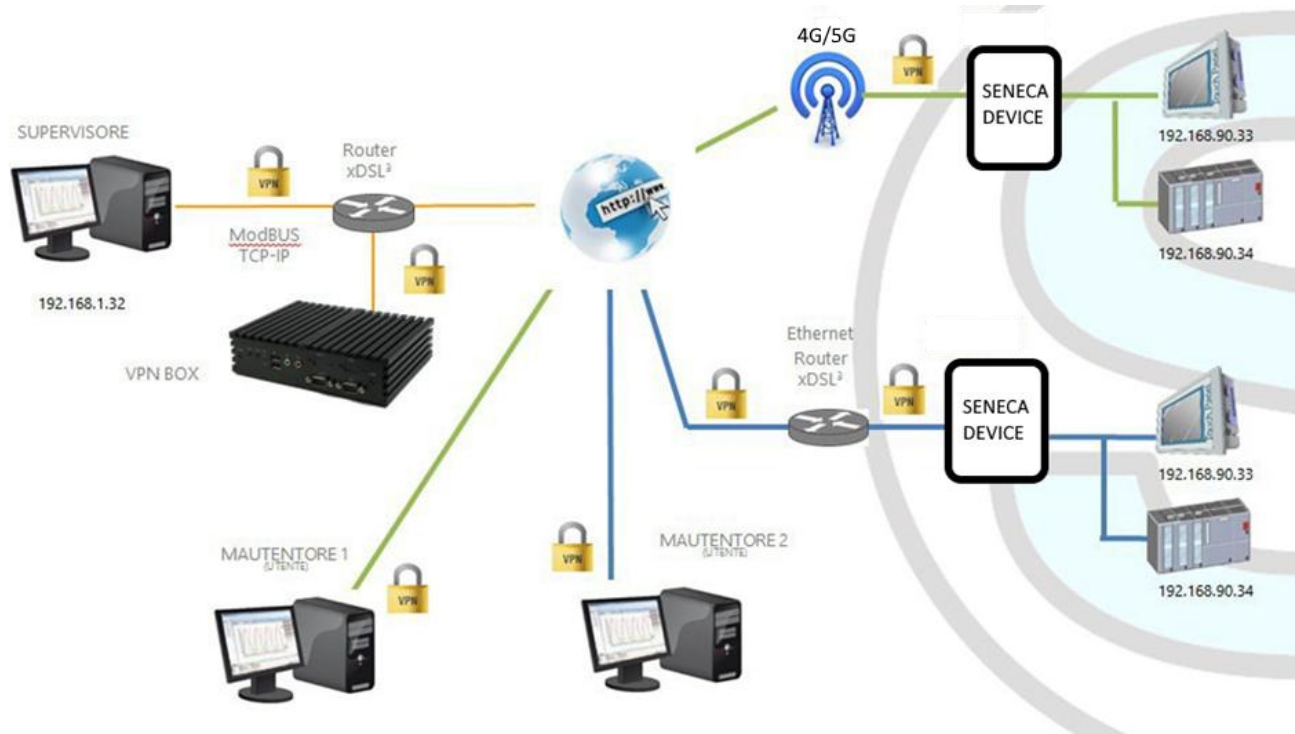 4G/5G
VPN
SENECA
DEVICE
192.168.90.33
192.168.90.34
SUPERVISORE
VPN
Router
xDSL³
ModBUS
TCP-IP
VPN
192.168.1.32
VPN BOX
http://www
Ethernet
Router
xDSL³
VPN
VPN
SENECA
DEVICE
192.168.90.33
192.168.90.34
MAUTENTORE 1
(UTENTE)
VPN
VPN
MAUTENTORE 2
(UTENTE)